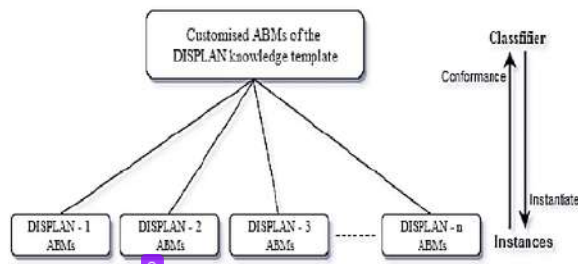 Customised ABMs of the
DISPLAN knowledge template
Classfifier
Conformance
Instantiate
DISPLAN - 1
ABMs
DISPLAN - 2
ABMs
DISPLAN - 3
ABMs
DISPLAN -n
ABMs
Instances